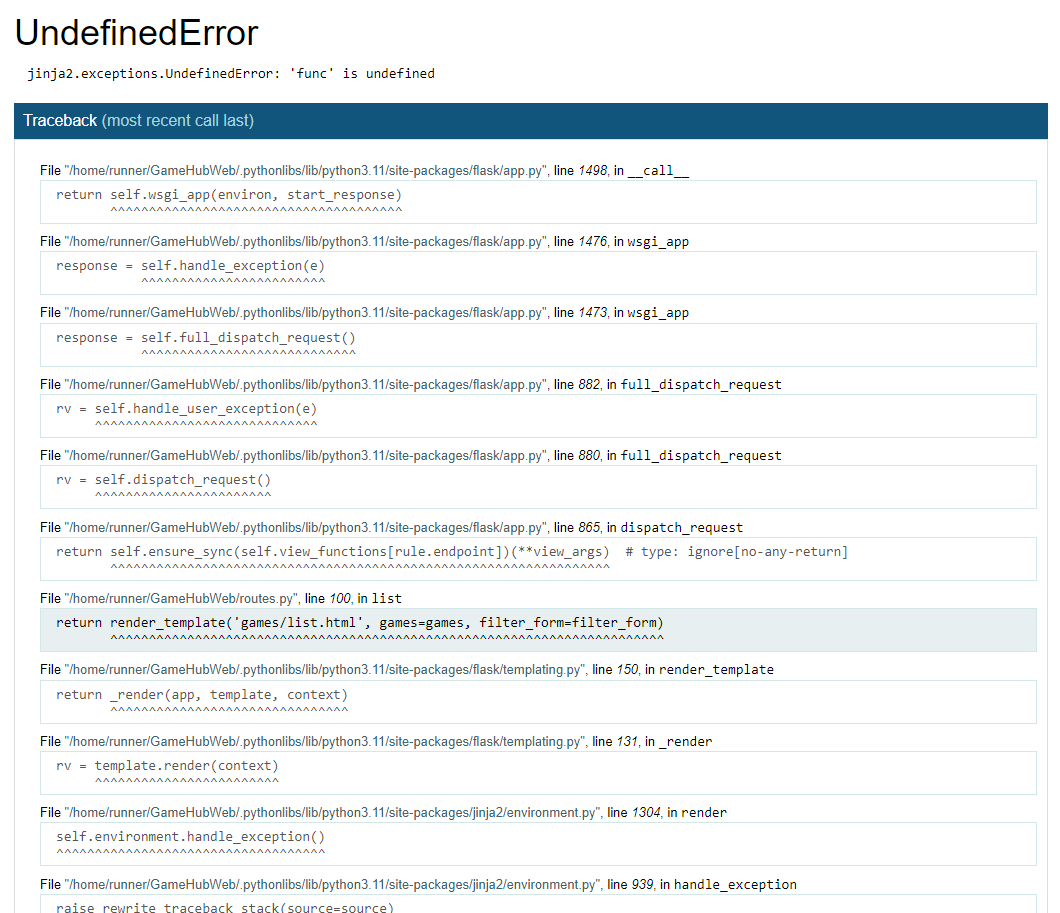 UndefinedError
jinja2.exceptions.UndefinedError: 'func' is undefined
Traceback (most recent call last)
File "/home/runner/GameHubWeb/.pythonlibs/lib/python3.11/site-packages/flask/app.py", line 1498, in __call__
return self.wsgi_app(environ, start_response)
^^^^^^^^^^^^^^^^^^^^^^^^^^^^^^^^^^^^^^
File "/home/runner/GameHubWeb/.pythonlibs/lib/python3.11/site-packages/flask/app.py", line 1476, in wsgi_app
response = self.handle_exception(e)
^^^^^^^^^^^^^^^^^^^^^^^^
File "/home/runner/GameHubWeb/.pythonlibs/lib/python3.11/site-packages/flask/app.py", line 1473, in wsgi_app
response = self.full_dispatch_request()
^^^^^^^^^^^^^^^^^^^^^^^^^^^^
File "/home/runner/GameHubWeb/.pythonlibs/lib/python3.11/site-packages/flask/app.py", line 882, in full_dispatch_request
rv = self.handle_user_exception(e)
^^^^^^^^^^^^^^^^^^^^^^^^^^^^^
File "/home/runner/GameHubWeb/.pythonlibs/lib/python3.11/site-packages/flask/app.py", line 880, in full_dispatch_request
rv = self.dispatch_request()
^^^^^^^^^^^^^^^^^^^^^^^
File "/home/runner/GameHubWeb/.pythonlibs/lib/python3.11/site-packages/flask/app.py", line 865, in dispatch_request
return self.ensure_sync(self.view_functions[rule.endpoint])(**view_args)  # type: ignore[no-any-return]
^^^^^^^^^^^^^^^^^^^^^^^^^^^^^^^^^^^^^^^^^^^^^^^^^^^^^^^^^^^^^^^^^
File "/home/runner/GameHubWeb/routes.py", line 100, in list
return render_template('games/list.html', games=games, filter_form=filter_form)
^^^^^^^^^^^^^^^^^^^^^^^^^^^^^^^^^^^^^^^^^^^^^^^^^^^^^^^^^^^^^^^^^^^^^^^^
File "/home/runner/GameHubWeb/.pythonlibs/lib/python3.11/site-packages/flask/templating.py", line 150, in render_template
return _render(app, template, context)
^^^^^^^^^^^^^^^^^^^^^^^^^^^^^^^
File "/home/runner/GameHubWeb/.pythonlibs/lib/python3.11/site-packages/flask/templating.py", line 131, in _render
rv = template.render(context)
^^^^^^^^^^^^^^^^^^^^^^^^
File "/home/runner/GameHubWeb/.pythonlibs/lib/python3.11/site-packages/jinja2/environment.py", line 1304, in render
self.environment.handle_exception()
^^^^^^^^^^^^^^^^^^^^^^^^^^^^^^^^^^^
File "/home/runner/GameHubWeb/.pythonlibs/lib/python3.11/site-packages/jinja2/environment.py", line 939, in handle_exception
raise rewrite_traceback_stack(source=source)